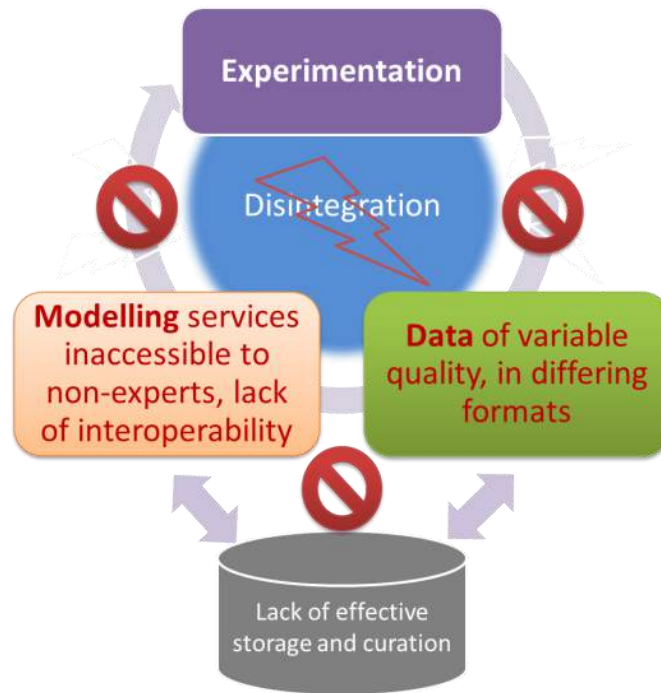 Experimentation
Disintegration
Modelling services
inaccessible to
non-experts, lack
of interoperability
Data of variable
quality, in differing
formats
Lack of effective
storage and curation